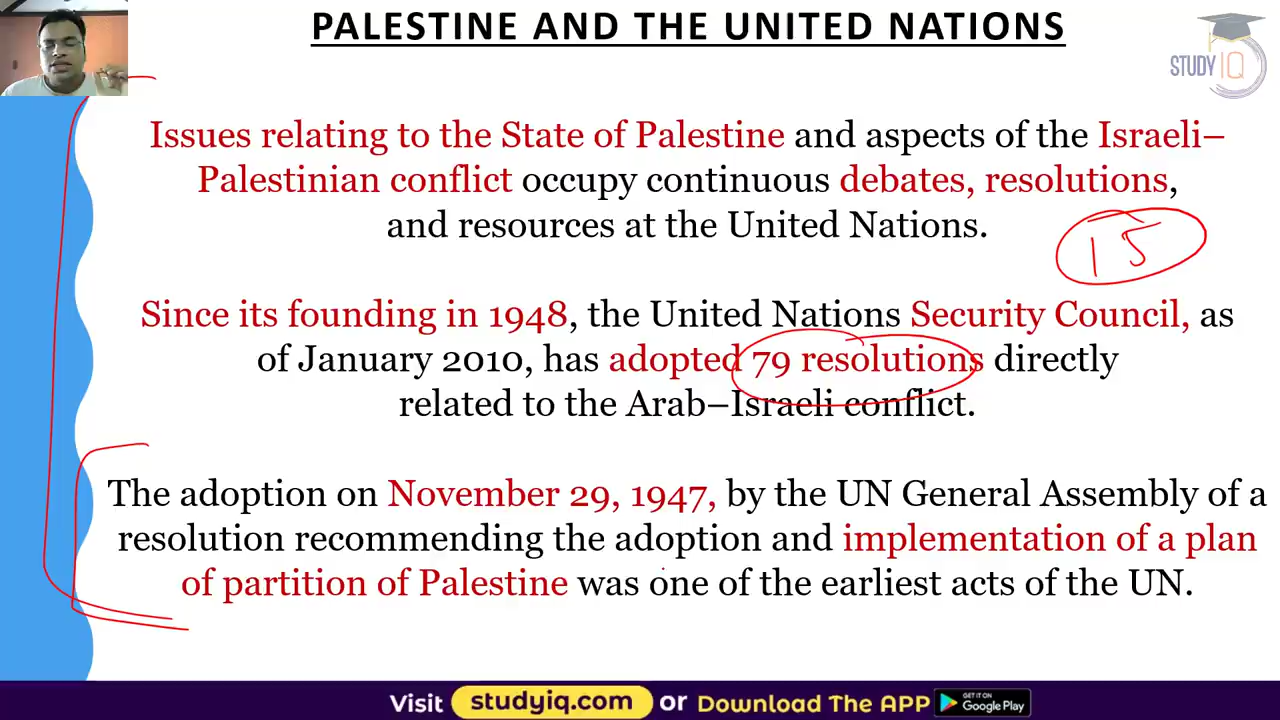 PALESTINE AND THE UNITED NATIONS
STUDY IQ
Issues relating to the State of Palestine and aspects of the Israeli–
Palestinian conflict occupy continuous debates, resolutions,
and resources at the United Nations.
15
Since its founding in 1948, the United Nations Security Council, as
of January 2010, has adopted 79 resolutions directly
related to the Arab–Israeli conflict.
The adoption on November 29, 1947, by the UN General Assembly of a
resolution recommending the adoption and implementation of a plan
of partition of Palestine was one of the earliest acts of the UN.
Visit studyiq.com or Download The APP GET IT ON Google Play